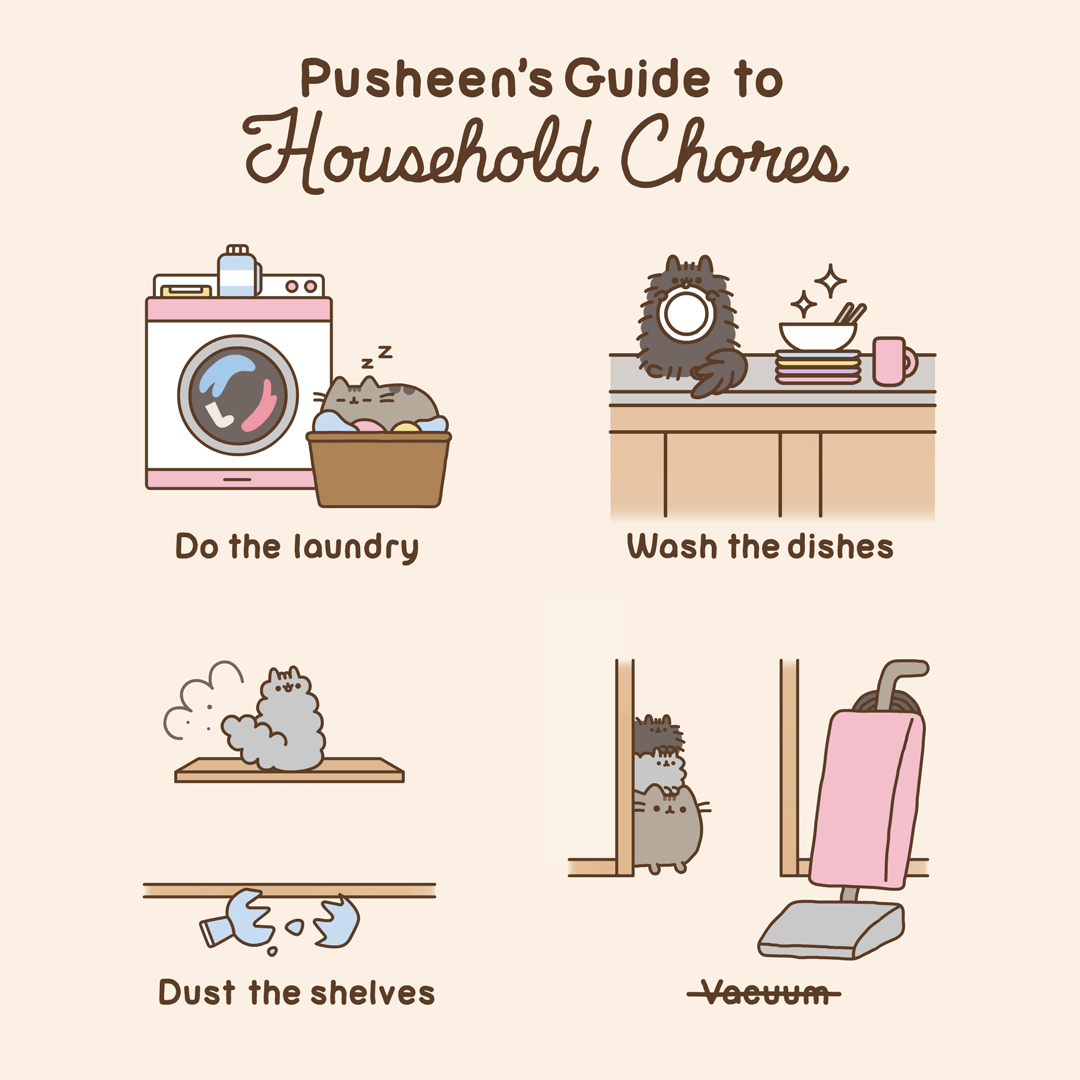 Pusheen's Guide to
Household Chores
z z
Do the laundry
Wash the dishes
Dust the shelves
Vacuum